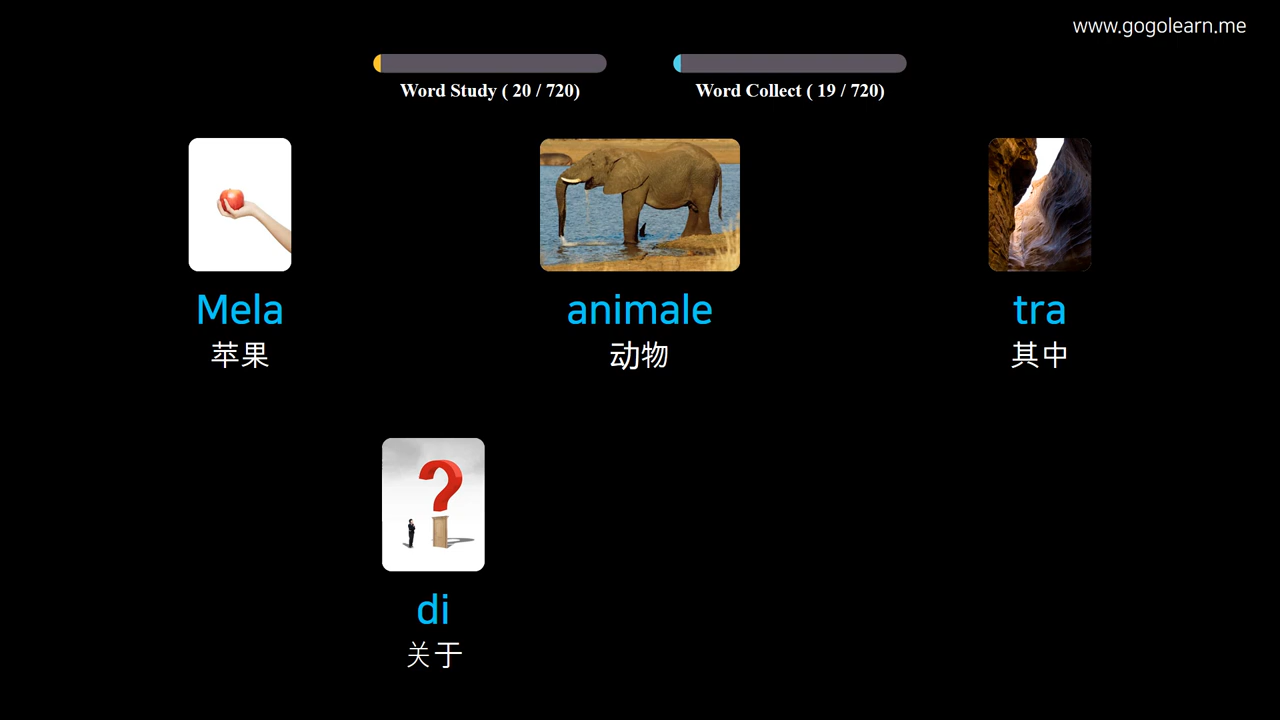 www.gogolearn.me
Word Study ( 20 / 720)
Word Collect ( 19 / 720)
Mela
苹果
animale
动物
tra
其中
di
关于